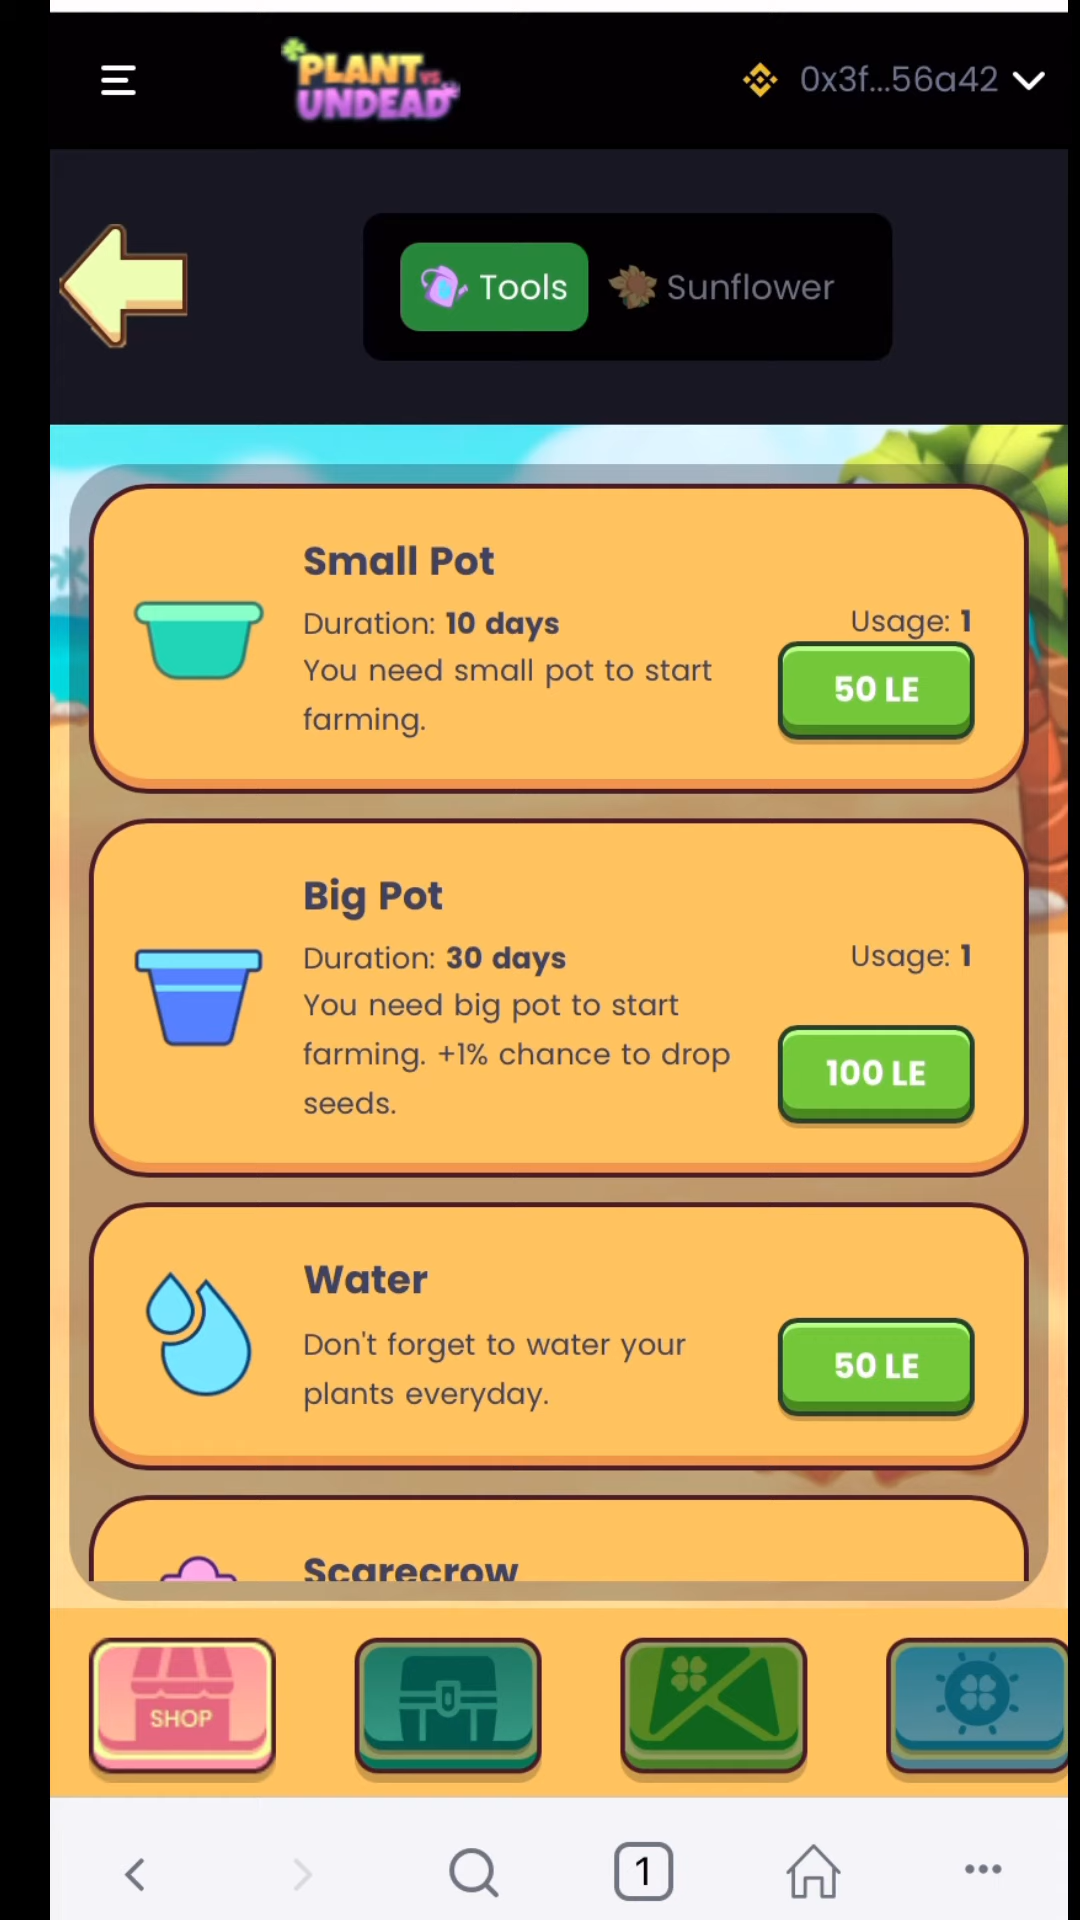 PLANT VS
UNDEAD
0x3f...56a42
Tools
Sunflower
Small Pot
Duration: 10 days
Usage: 1
You need small pot to start
farming.
50 LE
Big Pot
Duration: 30 days
Usage: 1
You need big pot to start
farming. +1% chance to drop
seeds.
100 LE
Water
Don't forget to water your
plants everyday.
50 LE
Scarecrow
SHOP
1